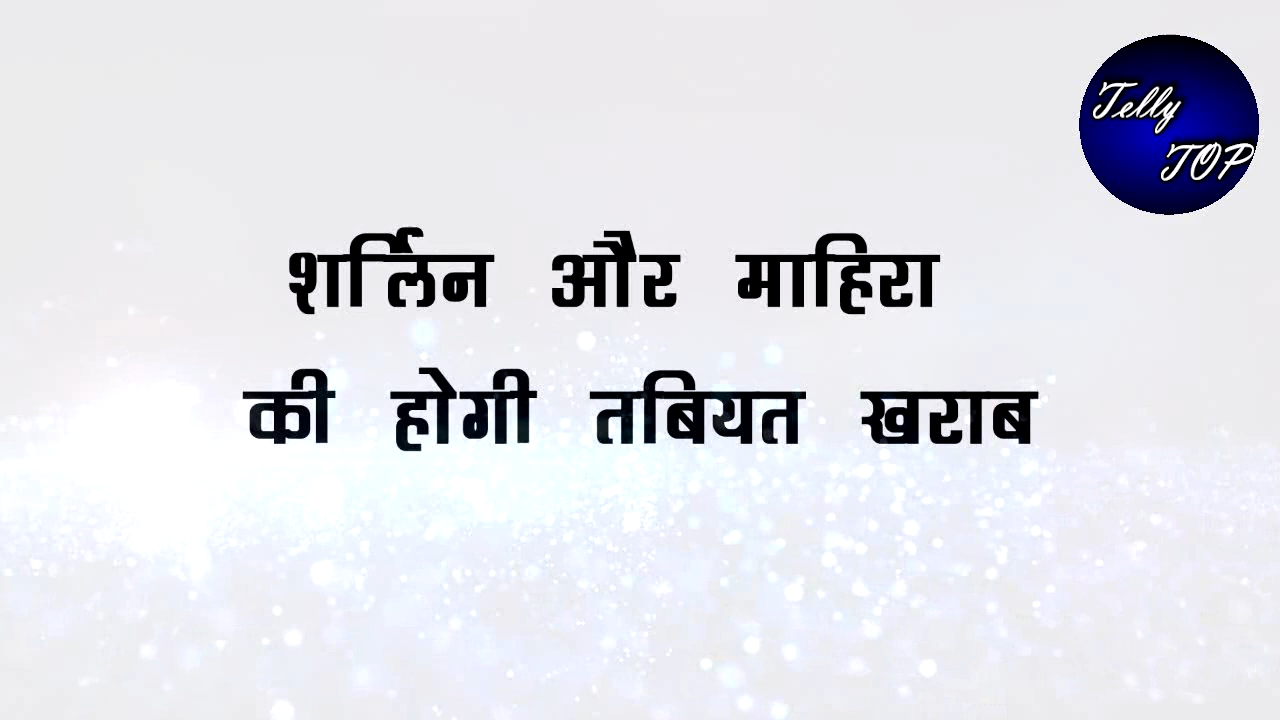 Telly
TOP
शर्लिन और माहिरा
की होगी तबियत खराब